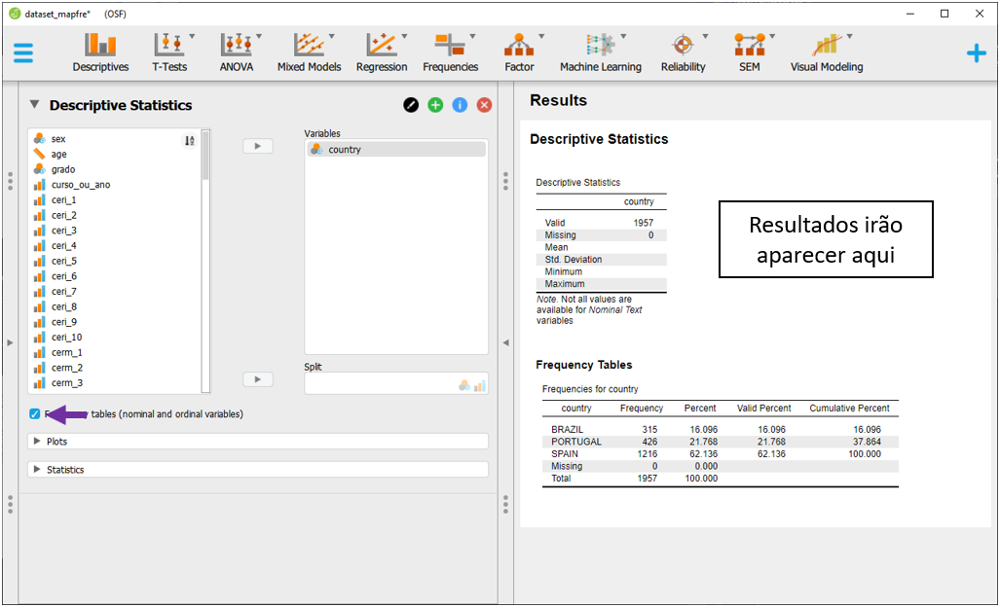 dataset_mapfre* (OSF)
Descriptives T-Tests ANOVA Mixed Models Regression Frequencies Factor Machine Learning Reliability SEM Visual Modeling
Descriptive Statistics
sex
age
grado
curso_ou_ano
ceri_1
ceri_2
ceri_3
ceri_4
ceri_5
ceri_6
ceri_7
ceri_8
ceri_9
ceri_10
cerm_1
cerm_2
cerm_3
Variables
country
Split
tables (nominal and ordinal variables)
Plots
Statistics
Results
Descriptive Statistics
Descriptive Statistics
country
Valid 1957
Missing 0
Mean
Std. Deviation
Minimum
Maximum
Note. Not all values are
available for Nominal Text
variables
Resultados irão
aparecer aqui
Frequency Tables
Frequencies for country
country Frequency Percent Valid Percent Cumulative Percent
BRAZIL 315 16.096 16.096 16.096
PORTUGAL 426 21.768 21.768 37.864
SPAIN 1216 62.136 62.136 100.000
Missing 0 0.000
Total 1957 100.000